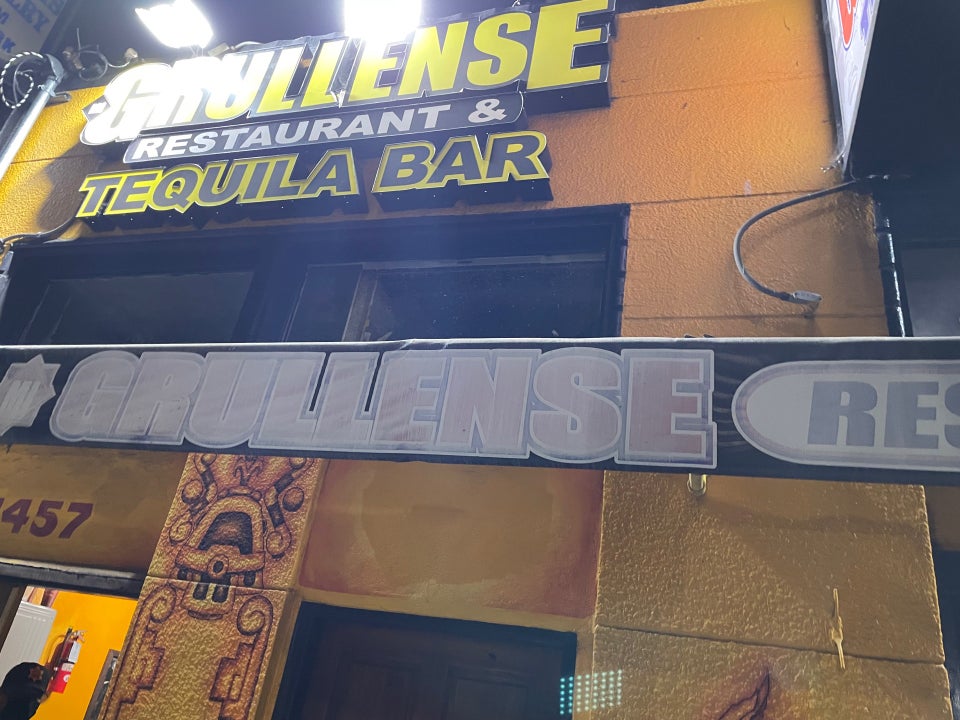 GRULLENSE
RESTAURANT &
TEQUILA BAR
GRULLENSE
RES
457